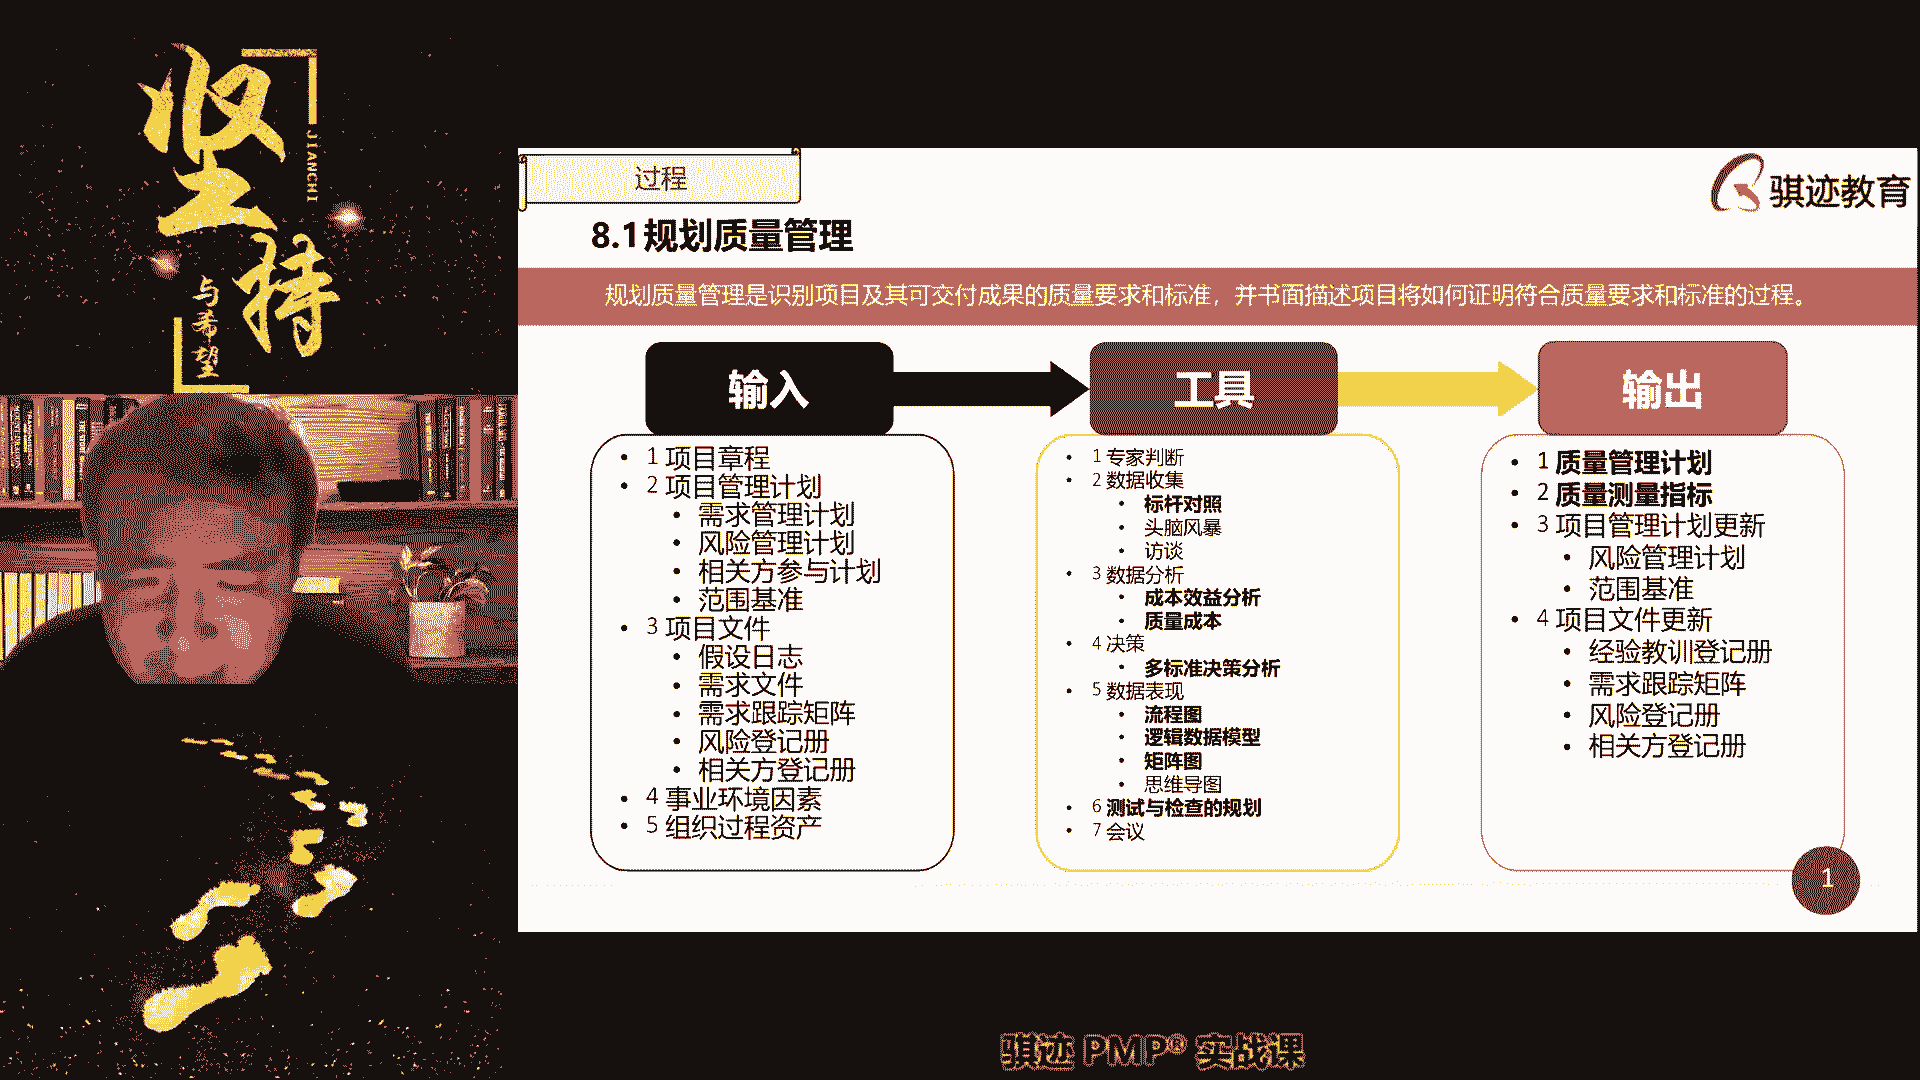 坚持
JIANCHI
与希望
过程
骐迹教育
8.1规划质量管理
规划质量管理是识别项目及其可交付成果的质量要求和标准，并书面描述项目将如何证明符合质量要求和标准的过程。
输入
• 1 项目章程
• 2 项目管理计划
• 需求管理计划
• 风险管理计划
• 相关方参与计划
• 范围基准
• 3 项目文件
• 假设日志
• 需求文件
• 需求跟踪矩阵
• 风险登记册
• 相关方登记册
• 4 事业环境因素
• 5 组织过程资产
工具
• 1 专家判断
• 2 数据收集
• 标杆对照
• 头脑风暴
• 访谈
• 3 数据分析
• 成本效益分析
• 质量成本
• 4 决策
• 多标准决策分析
• 5 数据表现
• 流程图
• 逻辑数据模型
• 矩阵图
• 思维导图
• 6 测试与检查的规划
• 7 会议
输出
• 1 质量管理计划
• 2 质量测量指标
• 3 项目管理计划更新
• 风险管理计划
• 范围基准
• 4 项目文件更新
• 经验教训登记册
• 需求跟踪矩阵
• 风险登记册
• 相关方登记册
1
骐迹 PMP® 实战课